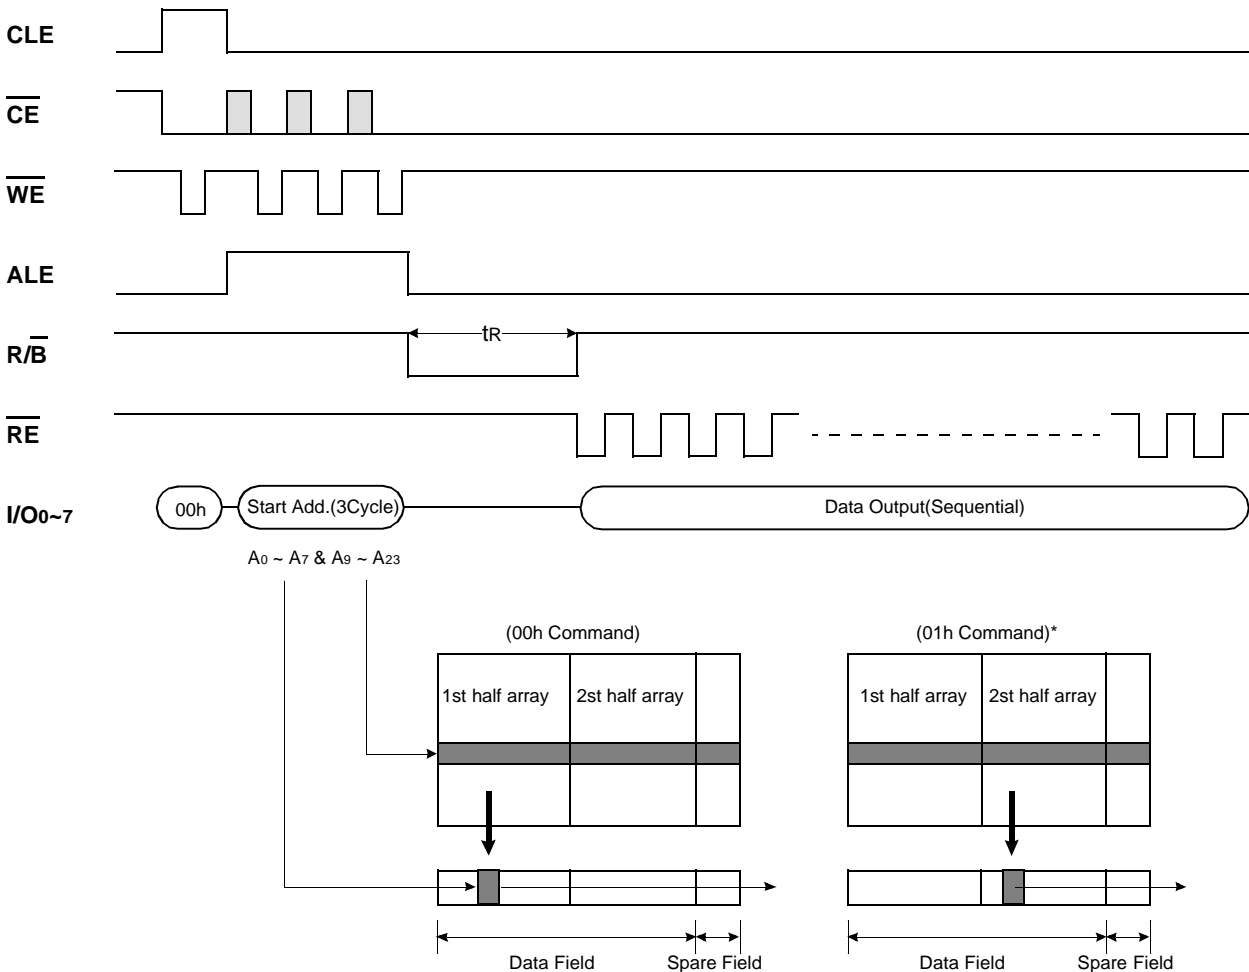 CLE
CE
WE
ALE
R/B
tR
RE
I/O0~7
00h
Start Add.(3Cycle)
Data Output(Sequential)
A0 ~ A7 & A9 ~ A23
(00h Command)
(01h Command)*
1st half array
2st half array
1st half array
2st half array
Data Field
Spare Field
Data Field
Spare Field